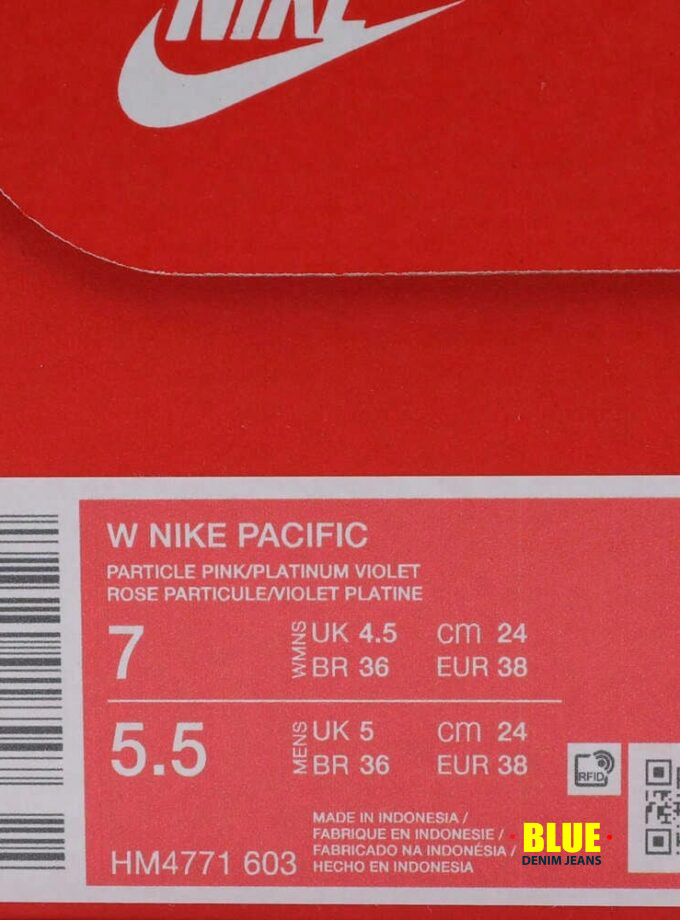 NIKE
W NIKE PACIFIC
PARTICLE PINK/PLATINUM VIOLET
ROSE PARTICULE/VIOLET PLATINE
7 WMNS UK 4.5 cm 24
BR 36 EUR 38
5.5 MENS UK 5 cm 24
BR 36 EUR 38
RFID
MADE IN INDONESIA /
FABRIQUE EN INDONESIE /
FABRICADO NA INDONÉSIA /
HECHO EN INDONESIA
HM4771 603
BLUE
DENIM JEANS